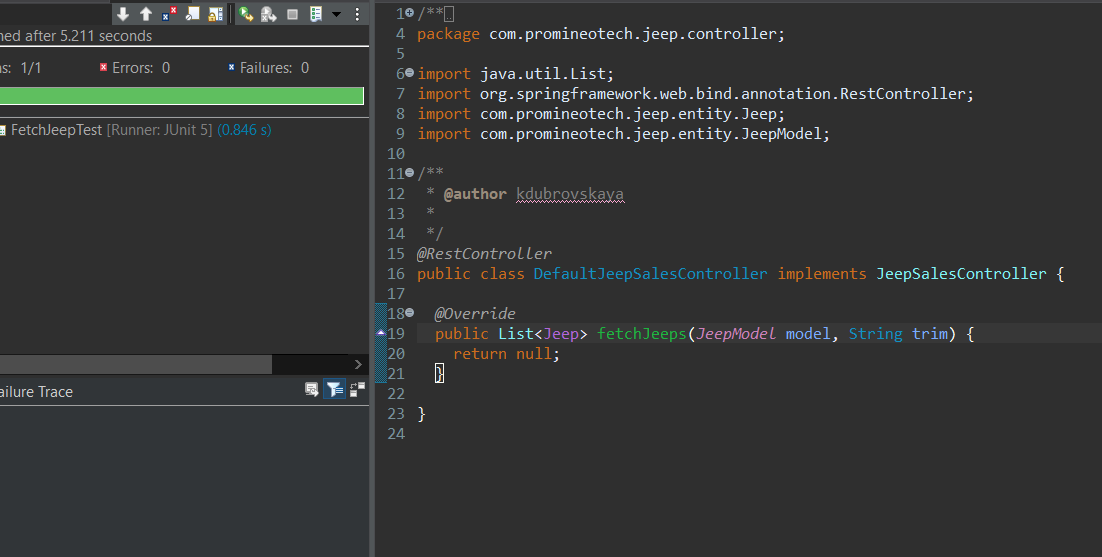 ned after 5.211 seconds
ns: 1/1 Errors: 0 Failures: 0
FetchJeepTest [Runner: JUnit 5] (0.846 s)
ailure Trace
1 /**
4 package com.promineotech.jeep.controller;
5
6 import java.util.List;
7 import org.springframework.web.bind.annotation.RestController;
8 import com.promineotech.jeep.entity.Jeep;
9 import com.promineotech.jeep.entity.JeepModel;
10
11 /**
12 * @author kdubrovskaya
13 *
14 */
15 @RestController
16 public class DefaultJeepSalesController implements JeepSalesController {
17
18 @Override
19 public List<Jeep> fetchJeeps(JeepModel model, String trim) {
20 return null;
21 }
22
23 }
24